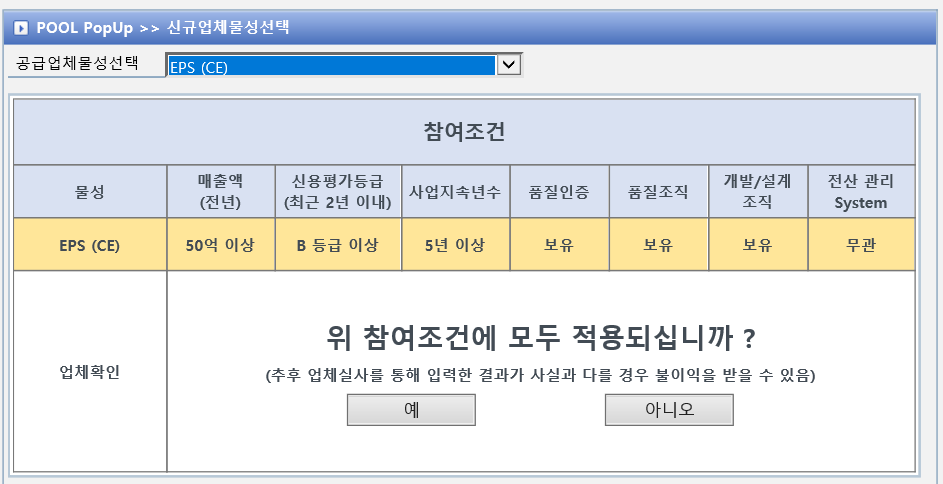 POOL PopUp >> 신규업체물성선택
공급업체물성선택 EPS (CE)
참여조건
물성 매출액 (전년) 신용평가등급 (최근 2년 이내) 사업지속년수 품질인증 품질조직 개발/설계 조직 전산 관리 System
EPS (CE) 50억 이상 B 등급 이상 5년 이상 보유 보유 보유 무관
업체확인
위 참여조건에 모두 적용되십니까 ?
(추후 업체실사를 통해 입력한 결과가 사실과 다를 경우 불이익을 받을 수 있음)
예 아니오